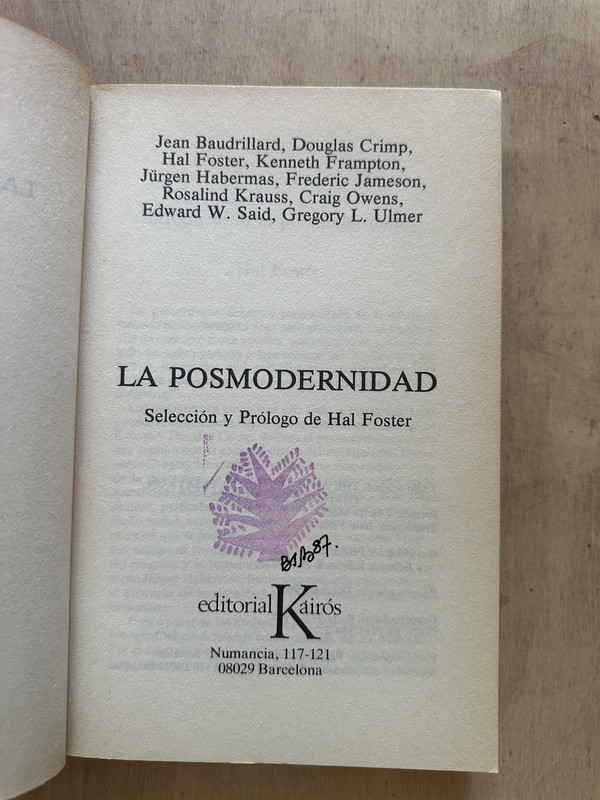 Jean Baudrillard, Douglas Crimp,
Hal Foster, Kenneth Frampton,
Jürgen Habermas, Frederic Jameson,
Rosalind Krauss, Craig Owens,
Edward W. Said, Gregory L. Ulmer
LA POSMODERNIDAD
Selección y Prólogo de Hal Foster
editorial Kairós
Numancia, 117-121
08029 Barcelona